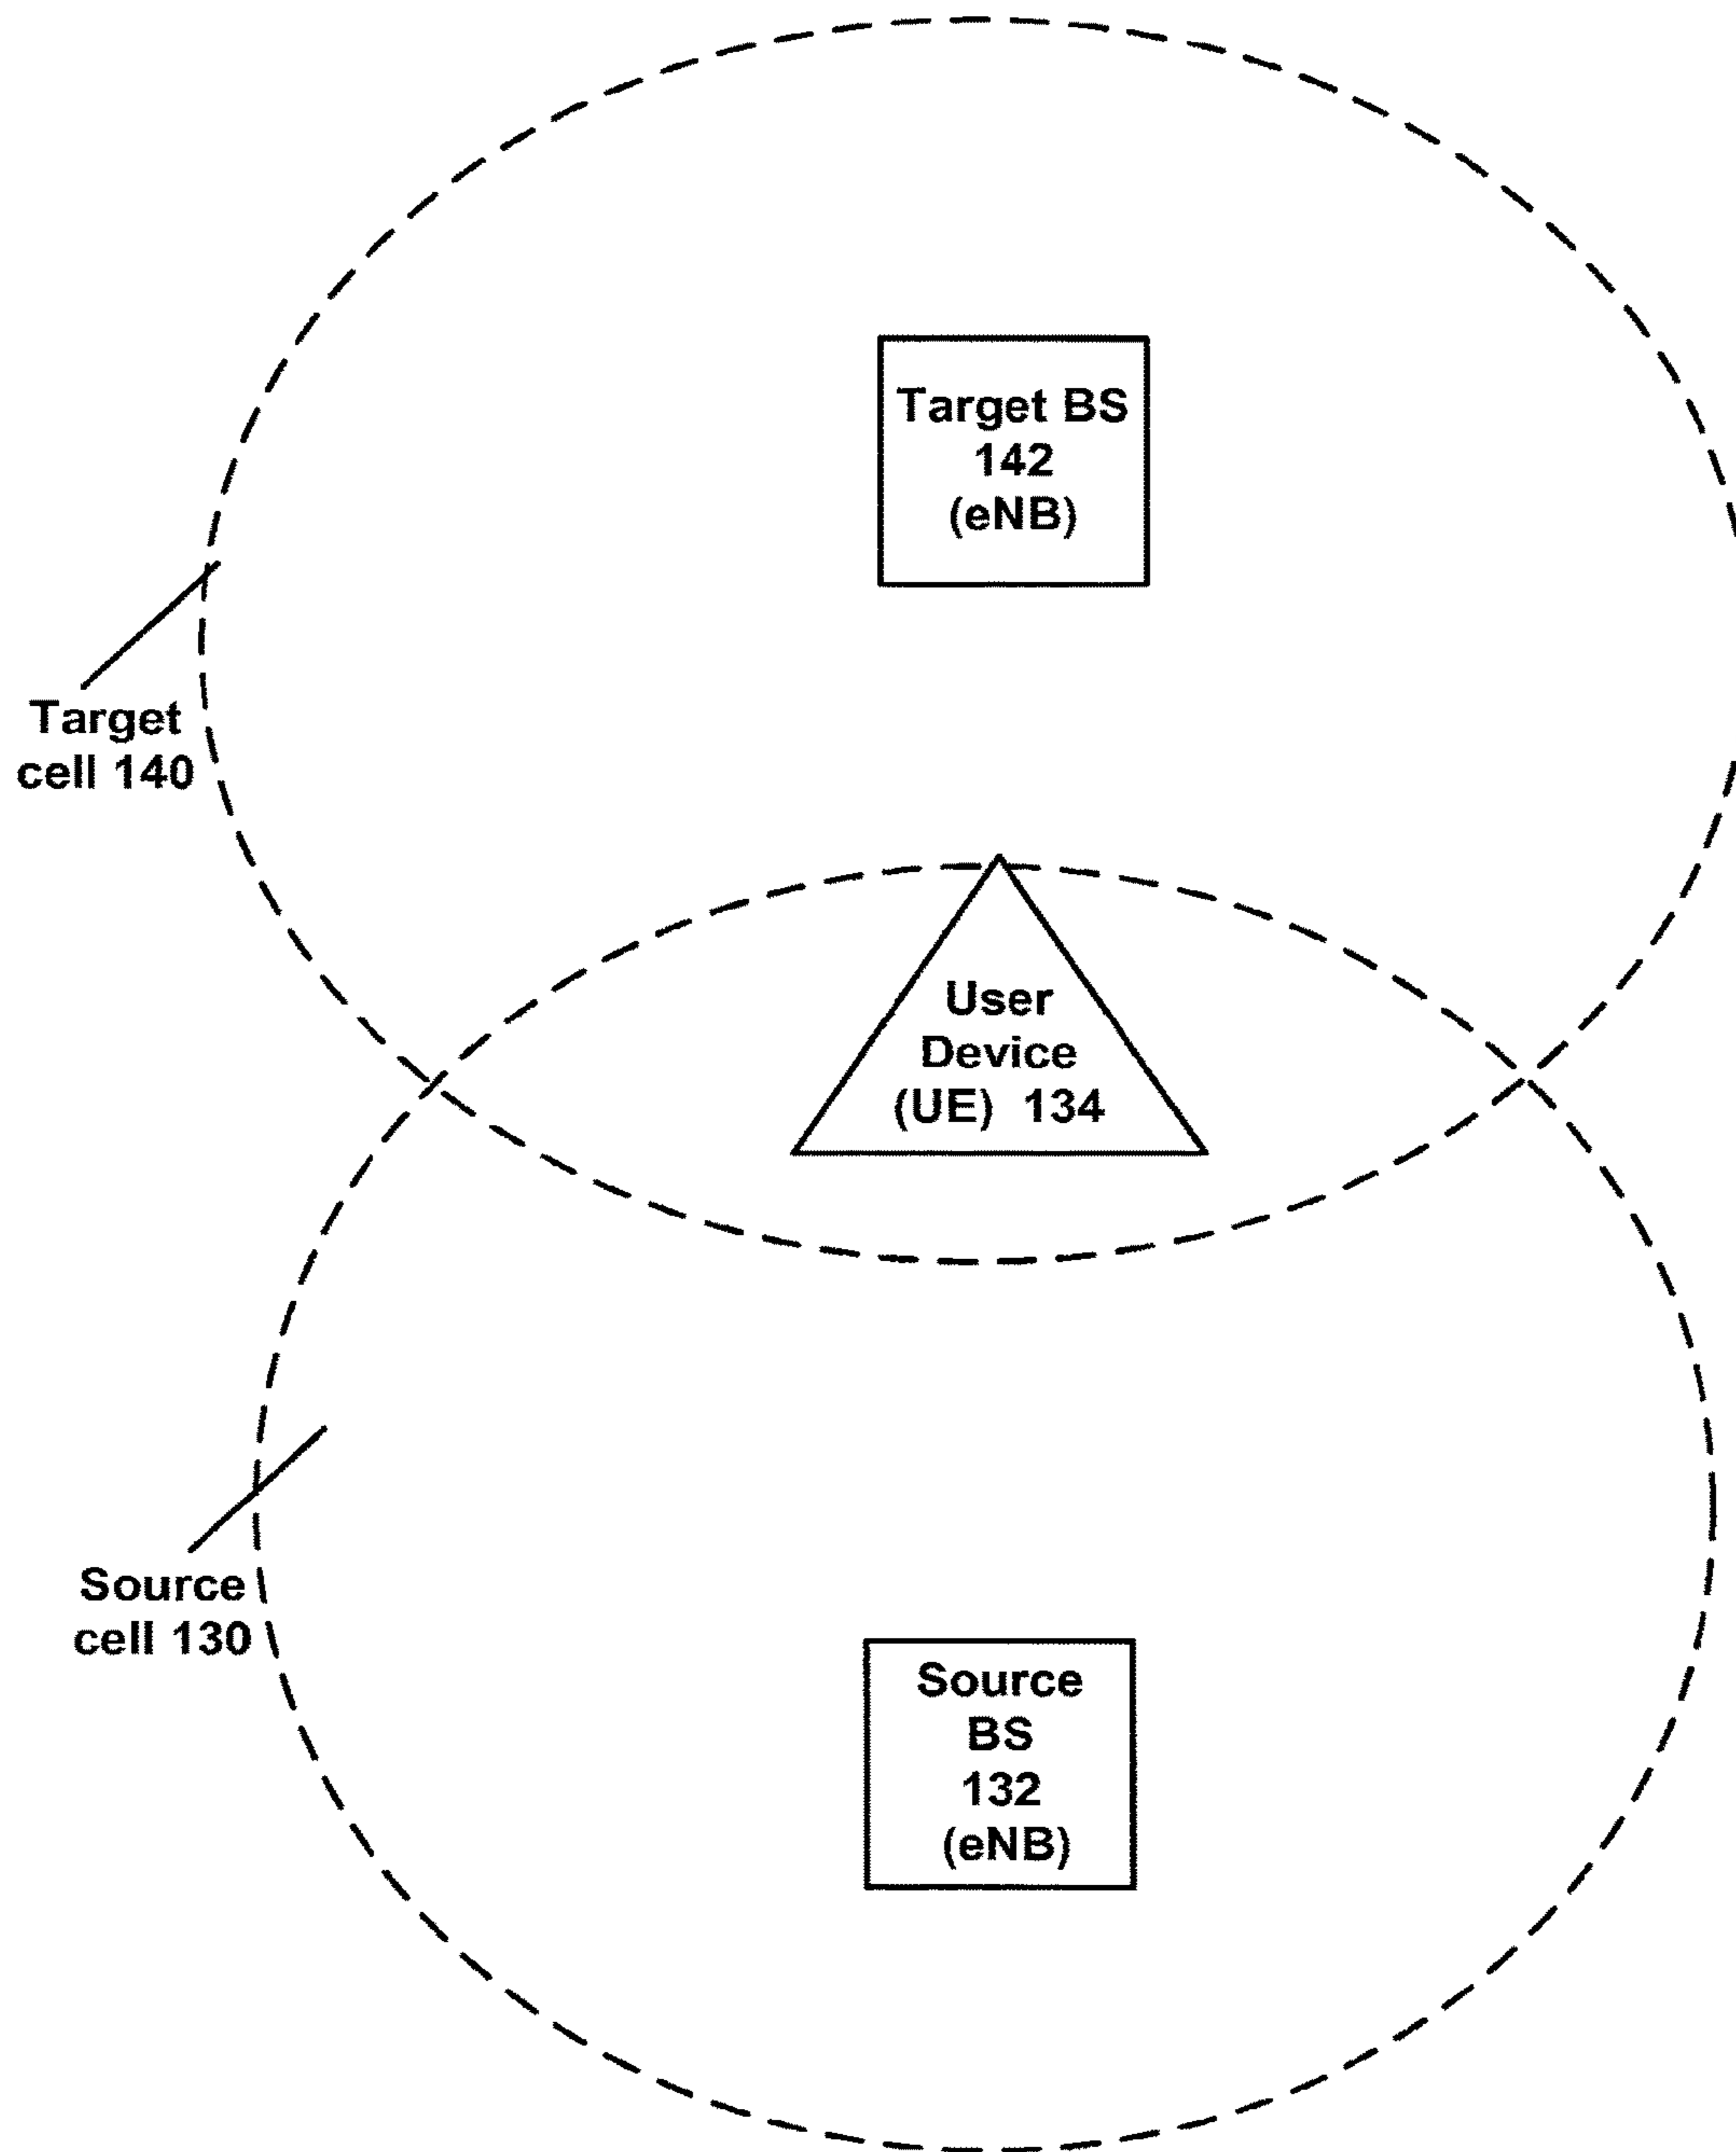 Target BS
142
(eNB)
Target
cell 140
User
Device
(UE) 134
Source
cell 130
Source
BS
132
(eNB)